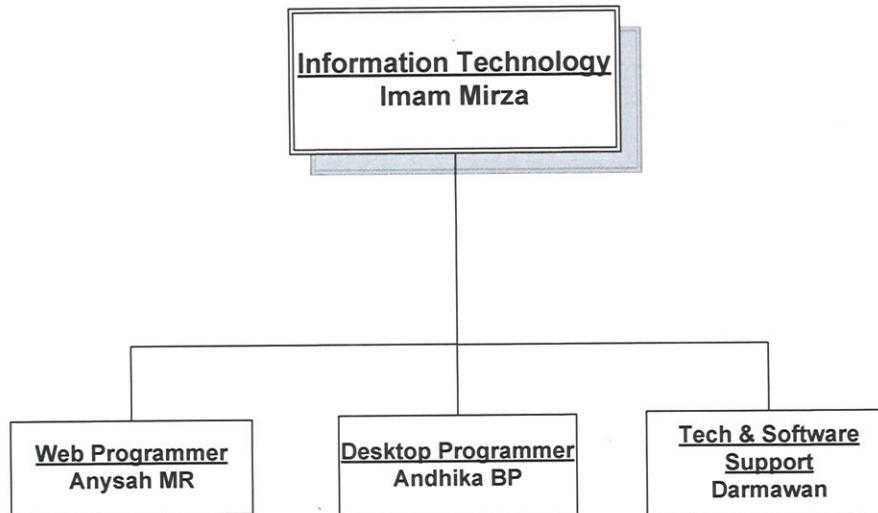 Information Technology
Imam Mirza
Web Programmer
Anysah MR
Desktop Programmer
Andhika BP
Tech & Software
Support
Darmawan